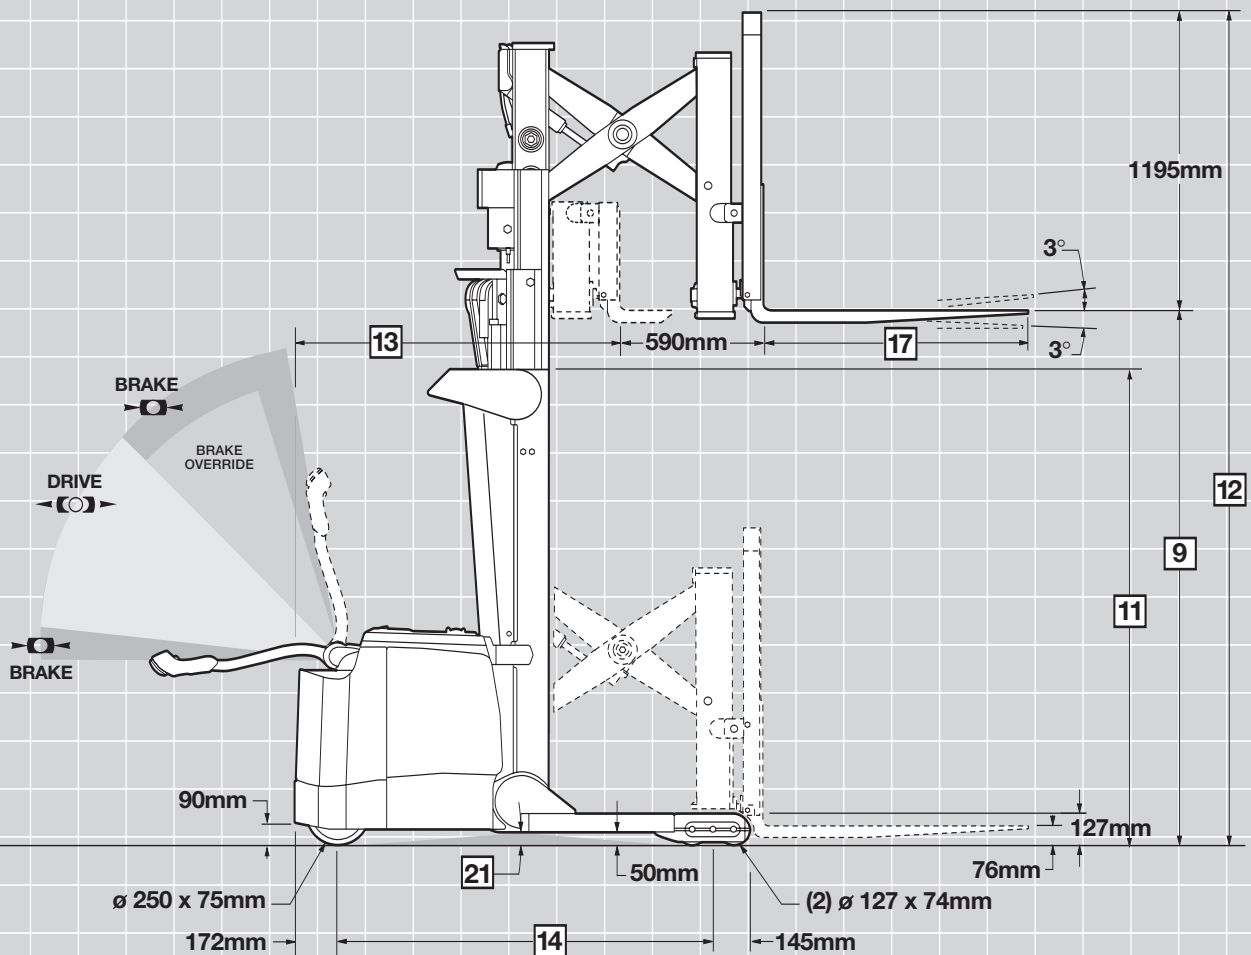 1195mm
3°
13
590mm
17
3°
BRAKE
BRAKE
OVERRIDE
DRIVE
12
9
11
BRAKE
90mm
127mm
21
50mm
76mm
ø 250 x 75mm
(2) ø 127 x 74mm
172mm
14
145mm